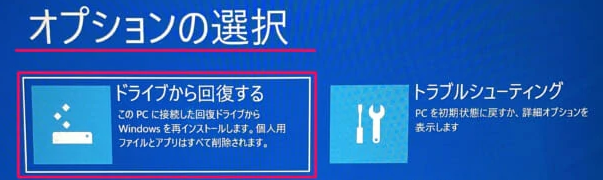 オプションの選択
ドライブから回復する
この PC に接続した回復ドライブから
Windows を再インストールします。個人用
ファイルとアプリはすべて削除されます。
トラブルシューティング
PC を初期状態に戻すか、詳細オプションを
表示します